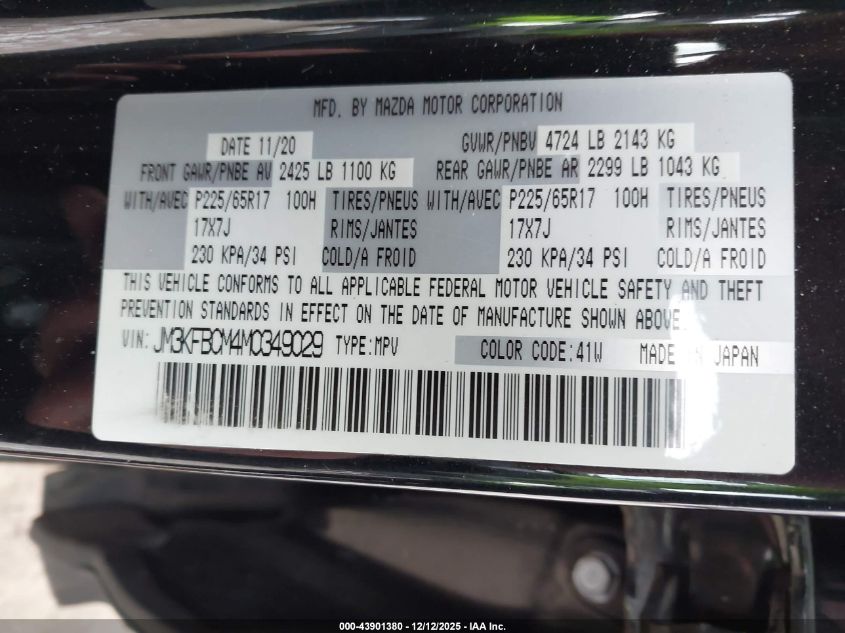 MFD. BY MAZDA MOTOR CORPORATION
DATE 11/20 GVWR/PNBV 4724 LB 2143 KG
FRONT GAWR/PNBE AV 2425 LB 1100 KG REAR GAWR/PNBE AR 2299 LB 1043 KG
WITH/AVEC P225/65R17 100H TIRES/PNEUS WITH/AVEC P225/65R17 100H TIRES/PNEUS
17X7J RIMS/JANTES 17X7J RIMS/JANTES
230 KPA/34 PSI COLD/A FROID 230 KPA/34 PSI COLD/A FROID
THIS VEHICLE CONFORMS TO ALL APPLICABLE FEDERAL MOTOR VEHICLE SAFETY AND THEFT
PREVENTION STANDARDS IN EFFECT ON THE DATE OF MANUFACTURE SHOWN ABOVE.
VIN: JM3KFBCM4M0349029 TYPE:MPV COLOR CODE:41W MADE IN JAPAN
000-43901380 - 12/12/2025 - IAA Inc.